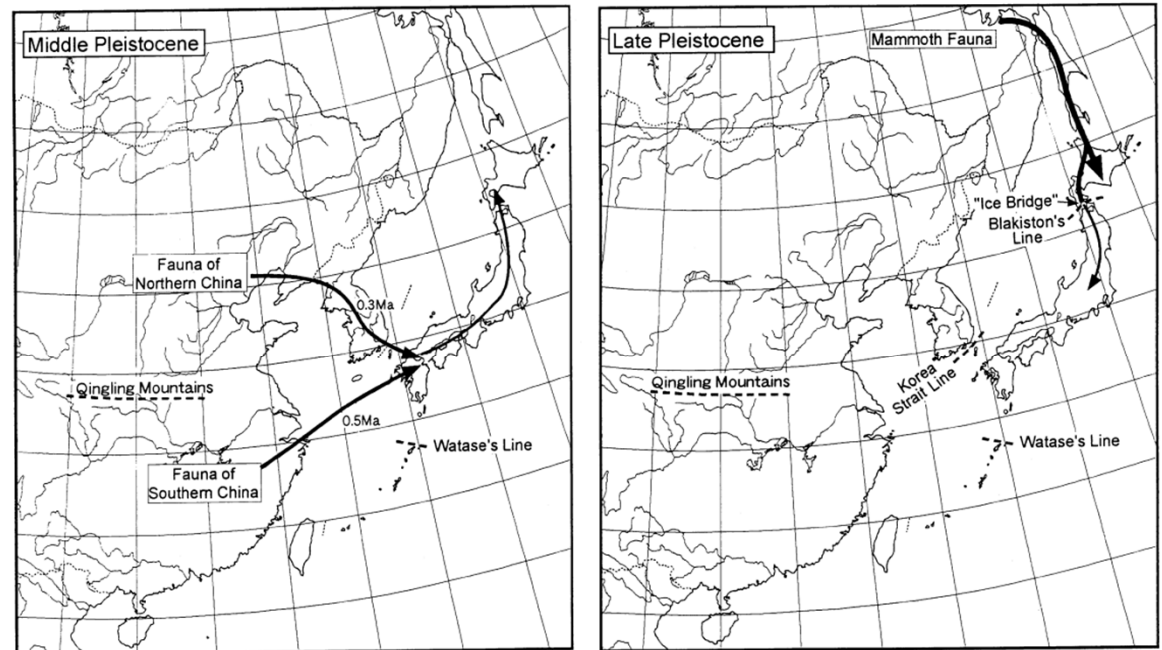 Middle Pleistocene
Fauna of
Northern China
0.3Ma
Qingling Mountains
0.5Ma
Watase's Line
Fauna of
Southern China
Late Pleistocene
Mammoth Fauna
"Ice Bridge"
Blakiston's
Line
Korea
Strait Line
Qingling Mountains
Watase's Line